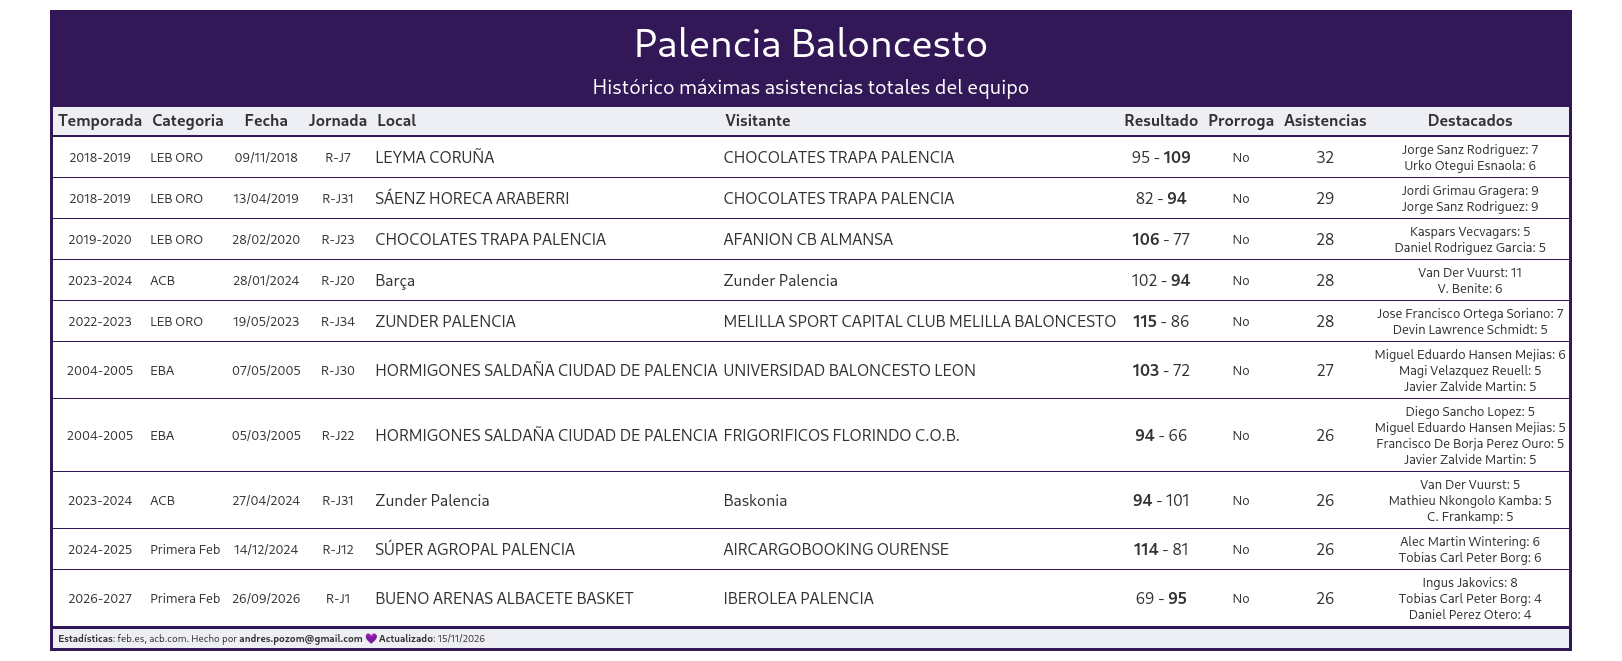 Palencia Baloncesto
Histórico máximas asistencias totales del equipo
Temporada Categoria Fecha Jornada Local Visitante Resultado Prorroga Asistencias Destacados
2018-2019 LEB ORO 09/11/2018 R-J7 LEYMA CORUÑA CHOCOLATES TRAPA PALENCIA 95 - 109 No 32 Jorge Sanz Rodriguez: 7
Urko Otegui Esnaola: 6
2018-2019 LEB ORO 13/04/2019 R-J31 SÁENZ HORECA ARABERRI CHOCOLATES TRAPA PALENCIA 82 - 94 No 29 Jordi Grimau Gragera: 9
Jorge Sanz Rodriguez: 9
2019-2020 LEB ORO 28/02/2020 R-J23 CHOCOLATES TRAPA PALENCIA AFANION CB ALMANSA 106 - 77 No 28 Kaspars Vecvagars: 5
Daniel Rodriguez Garcia: 5
2023-2024 ACB 28/01/2024 R-J20 Barça Zunder Palencia 102 - 94 No 28 Van Der Vuurst: 11
V. Benite: 6
2022-2023 LEB ORO 19/05/2023 R-J34 ZUNDER PALENCIA MELILLA SPORT CAPITAL CLUB MELILLA BALONCESTO 115 - 86 No 28 Jose Francisco Ortega Soriano: 7
Devin Lawrence Schmidt: 5
2004-2005 EBA 07/05/2005 R-J30 HORMIGONES SALDAÑA CIUDAD DE PALENCIA UNIVERSIDAD BALONCESTO LEON 103 - 72 No 27 Miguel Eduardo Hansen Mejias: 6
Magi Velazquez Reuell: 5
Javier Zalvide Martin: 5
2004-2005 EBA 05/03/2005 R-J22 HORMIGONES SALDAÑA CIUDAD DE PALENCIA FRIGORIFICOS FLORINDO C.O.B. 94 - 66 No 26 Diego Sancho Lopez: 5
Miguel Eduardo Hansen Mejias: 5
Francisco De Borja Perez Ouro: 5
Javier Zalvide Martin: 5
2023-2024 ACB 27/04/2024 R-J31 Zunder Palencia Baskonia 94 - 101 No 26 Van Der Vuurst: 5
Mathieu Nkongolo Kamba: 5
C. Frankamp: 5
2024-2025 Primera Feb 14/12/2024 R-J12 SÚPER AGROPAL PALENCIA AIRCARGOBOOKING OURENSE 114 - 81 No 26 Alec Martin Wintering: 6
Tobias Carl Peter Borg: 6
2026-2027 Primera Feb 26/09/2026 R-J1 BUENO ARENAS ALBACETE BASKET IBEROLEA PALENCIA 69 - 95 No 26 Ingus Jakovics: 8
Tobias Carl Peter Borg: 4
Daniel Perez Otero: 4
Estadísticas: feb.es, acb.com. Hecho por andres.pozom@gmail.com 💜 Actualizado: 15/11/2026